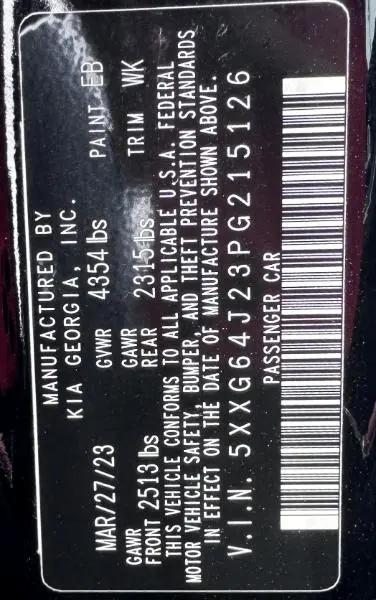 MANUFACTURED BY
KIA GEORGIA, INC.
MAR/27/23 GVWR 4354 lbs PAINT EB
GAWR FRONT 2513 lbs GAWR REAR 2315 lbs TRIM WK
THIS VEHICLE CONFORMS TO ALL APPLICABLE U.S.A. FEDERAL
MOTOR VEHICLE SAFETY, BUMPER, AND THEFT PREVENTION STANDARDS
IN EFFECT ON THE DATE OF MANUFACTURE SHOWN ABOVE.
V.I.N. 5XXG64J23PG215126
PASSENGER CAR